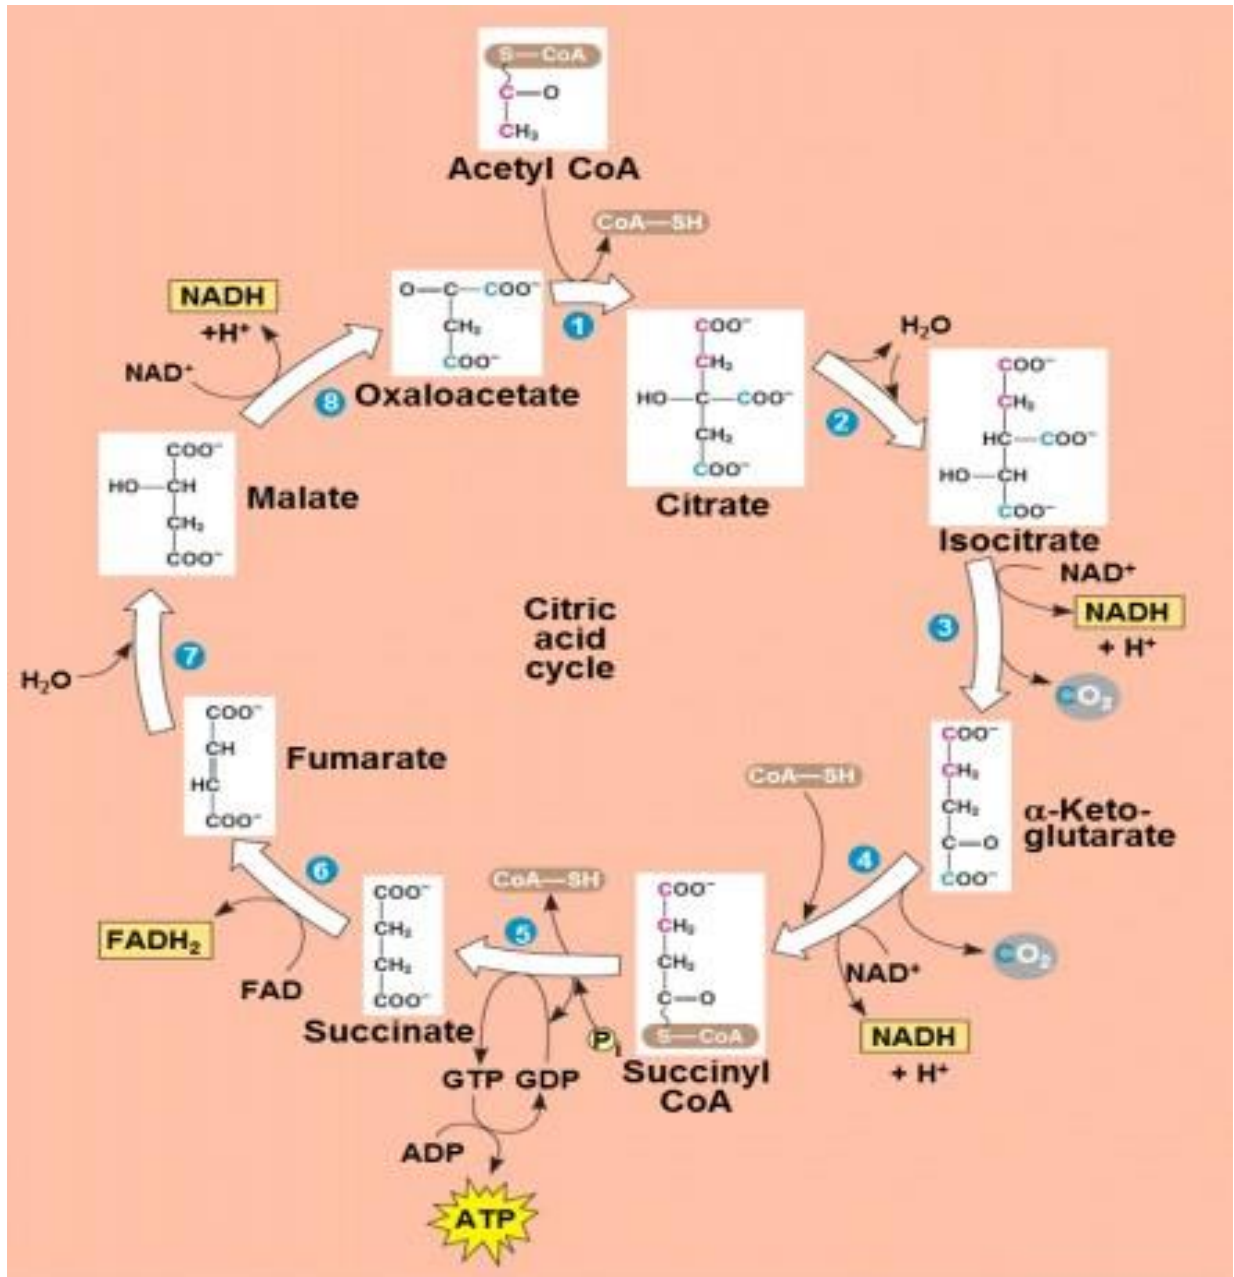 S—CoA
C—O
CH₃
Acetyl CoA
CoA—SH
NADH
+H⁺
NAD⁺
8
O=C—COO⁻
CH₂
COO⁻
Oxaloacetate
1
COO⁻
CH₂
HO—C—COO⁻
CH₂
COO⁻
Citrate
H₂O
2
COO⁻
CH₂
HC—COO⁻
HO—CH
COO⁻
Isocitrate
NAD⁺
NADH
+ H⁺
3
CO₂
COO⁻
CH₂
CH₂
C—O
COO⁻
α-Keto-
glutarate
CoA—SH
4
CO₂
NAD⁺
NADH
+ H⁺
COO⁻
CH₂
CH₂
C—O
S—CoA
Succinyl
CoA
CoA—SH
5
Pᵢ
GTP GDP
ADP
ATP
COO⁻
CH₂
CH₂
COO⁻
Succinate
6
FADH₂
FAD
COO⁻
CH
HC
COO⁻
Fumarate
7
H₂O
COO⁻
HO—CH
CH₂
COO⁻
Malate
Citric
acid
cycle